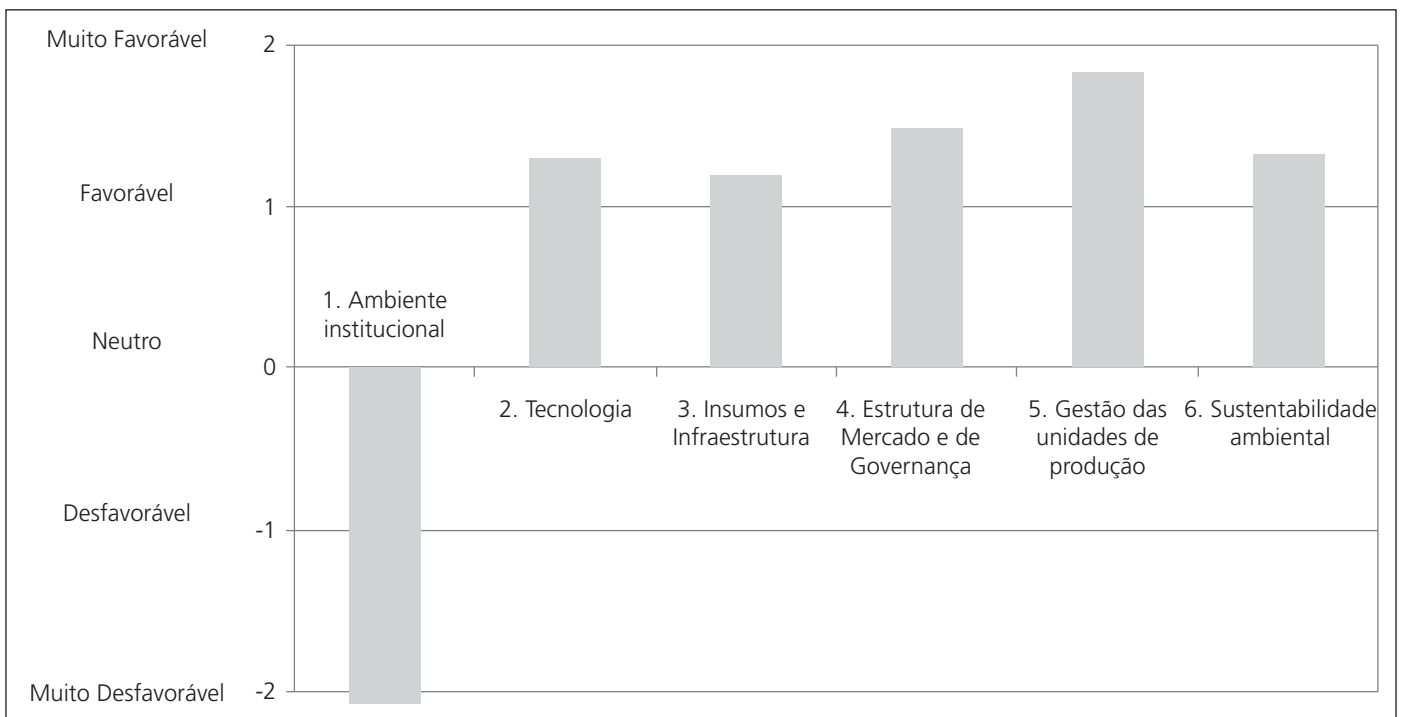 Muito Favorável
2
Favorável
1
1. Ambiente
institucional
Neutro
0
2. Tecnologia
3. Insumos e
Infraestrutura
4. Estrutura de
Mercado e de
Governança
5. Gestão das
unidades de
produção
6. Sustentabilidade
ambiental
Desfavorável
-1
Muito Desfavorável
-2